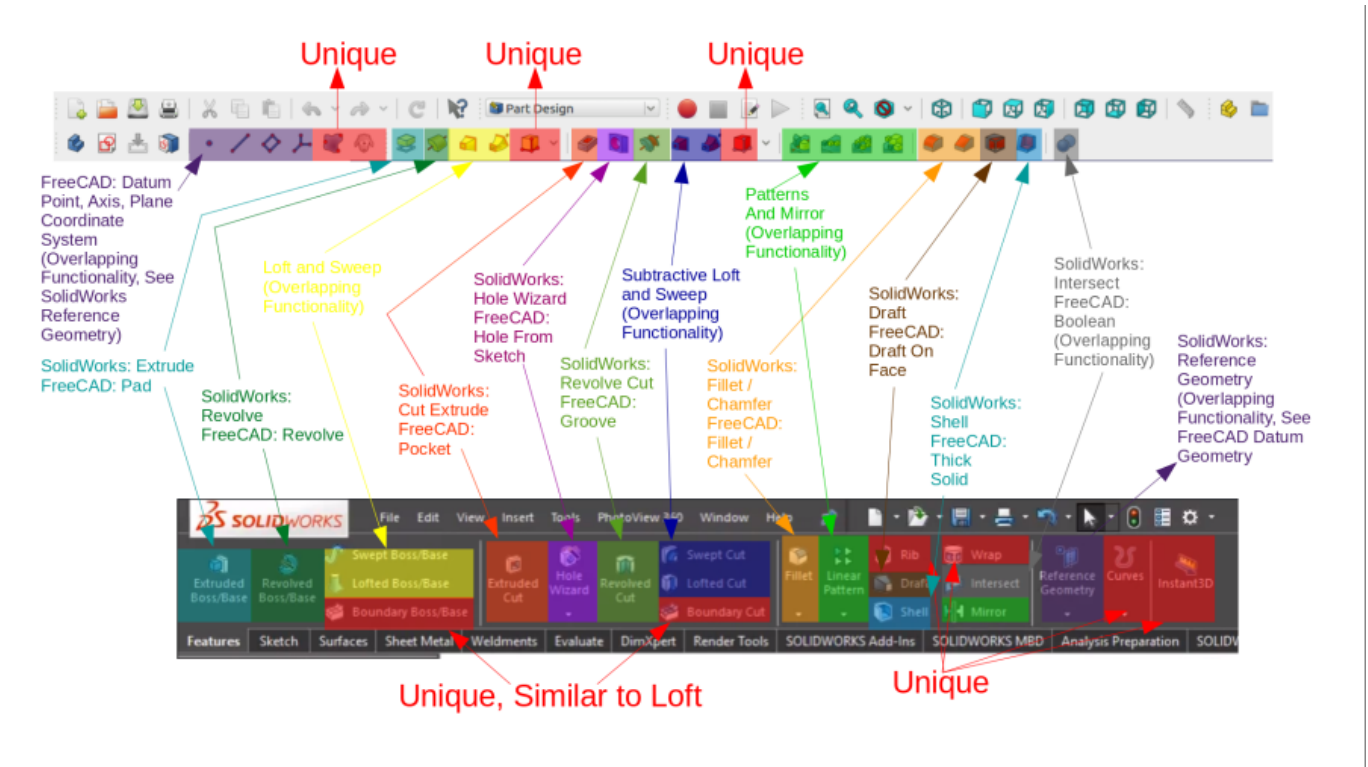 Unique
Unique
Unique
Part Design
FreeCAD: Datum
Point, Axis, Plane
Coordinate
System
(Overlapping
Functionality, See
SolidWorks
Reference
Geometry)
SolidWorks: Extrude
FreeCAD: Pad
SolidWorks:
Revolve
FreeCAD: Revolve
Loft and Sweep
(Overlapping
Functionality)
SolidWorks:
Cut Extrude
FreeCAD:
Pocket
SolidWorks:
Hole Wizard
FreeCAD:
Hole From
Sketch
SolidWorks:
Revolve Cut
FreeCAD:
Groove
Subtractive Loft
and Sweep
(Overlapping
Functionality)
SolidWorks:
Fillet /
Chamfer
FreeCAD:
Fillet /
Chamfer
Patterns
And Mirror
(Overlapping
Functionality)
SolidWorks:
Draft
FreeCAD:
Draft On
Face
SolidWorks:
Shell
FreeCAD:
Thick
Solid
SolidWorks:
Intersect
FreeCAD:
Boolean
(Overlapping
Functionality)
SolidWorks:
Reference
Geometry
(Overlapping
Functionality, See
FreeCAD Datum
Geometry
SOLIDWORKS
File Edit View Insert Tools PhotoView 360 Window Help
Extruded
Boss/Base
Revolved
Boss/Base
Swept Boss/Base
Lofted Boss/Base
Boundary Boss/Base
Extruded
Cut
Hole
Wizard
Revolved
Cut
Swept Cut
Lofted Cut
Boundary Cut
Fillet
Linear
Pattern
Rib
Draft
Shell
Wrap
Intersect
Mirror
Reference
Geometry
Curves
Instant3D
Features Sketch Surfaces Sheet Metal Weldments Evaluate DimXpert Render Tools SOLIDWORKS Add-Ins SOLIDWORKS MBD Analysis Preparation SOLIDW
Unique, Similar to Loft
Unique